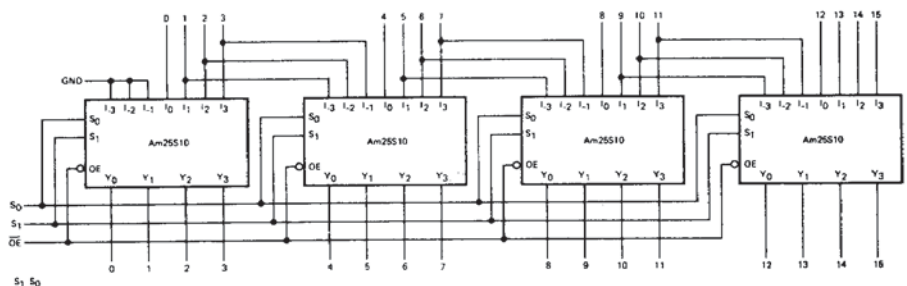 0 1 2 3 4 5 6 7 8 9 10 11 12 13 14 15
GND
I-3 I-2 I-1 I0 I1 I2 I3 I-3 I-2 I-1 I0 I1 I2 I3 I-3 I-2 I-1 I0 I1 I2 I3 I-3 I-2 I-1 I0 I1 I2 I3
S0 S0 S0 S0
S1 S1 S1 S1
Am25S10 Am25S10 Am25S10 Am25S10
OE OE OE OE
Y0 Y1 Y2 Y3 Y0 Y1 Y2 Y3 Y0 Y1 Y2 Y3 Y0 Y1 Y2 Y3
S0
S1
OE
0 1 2 3 4 5 6 7 8 9 10 11 12 13 14 15
S1 S0